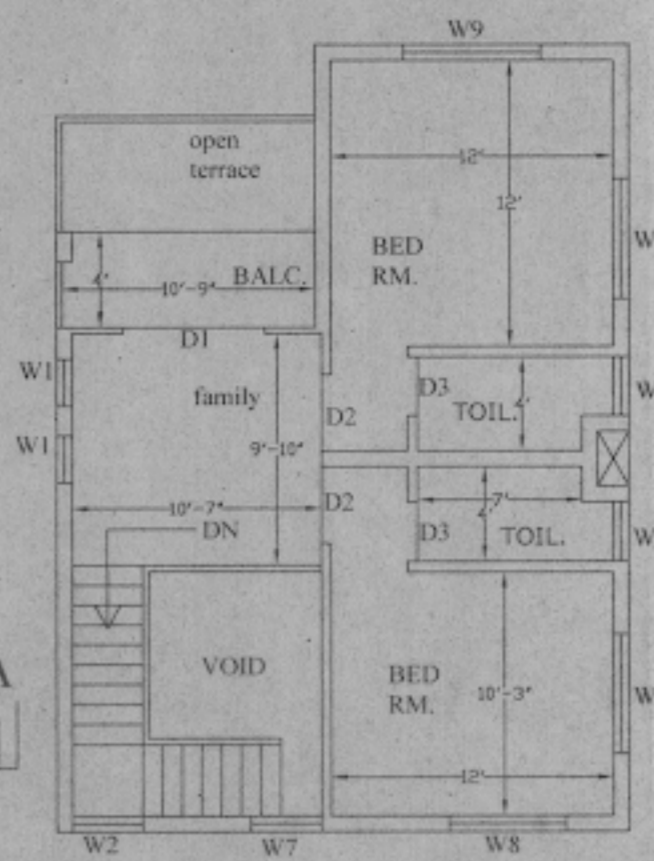 W9
open
terrace
12'
12'
W
4'
10'-9"
BALC.
BED
RM.
D1
W1
family
D3
TOIL.
4'
W
D2
W1
9'-10"
10'-7"
D2
7'
4'
DN
D3
TOIL.
W
VOID
BED
RM.
10'-3"
W
A
12'
W2
W7
W8